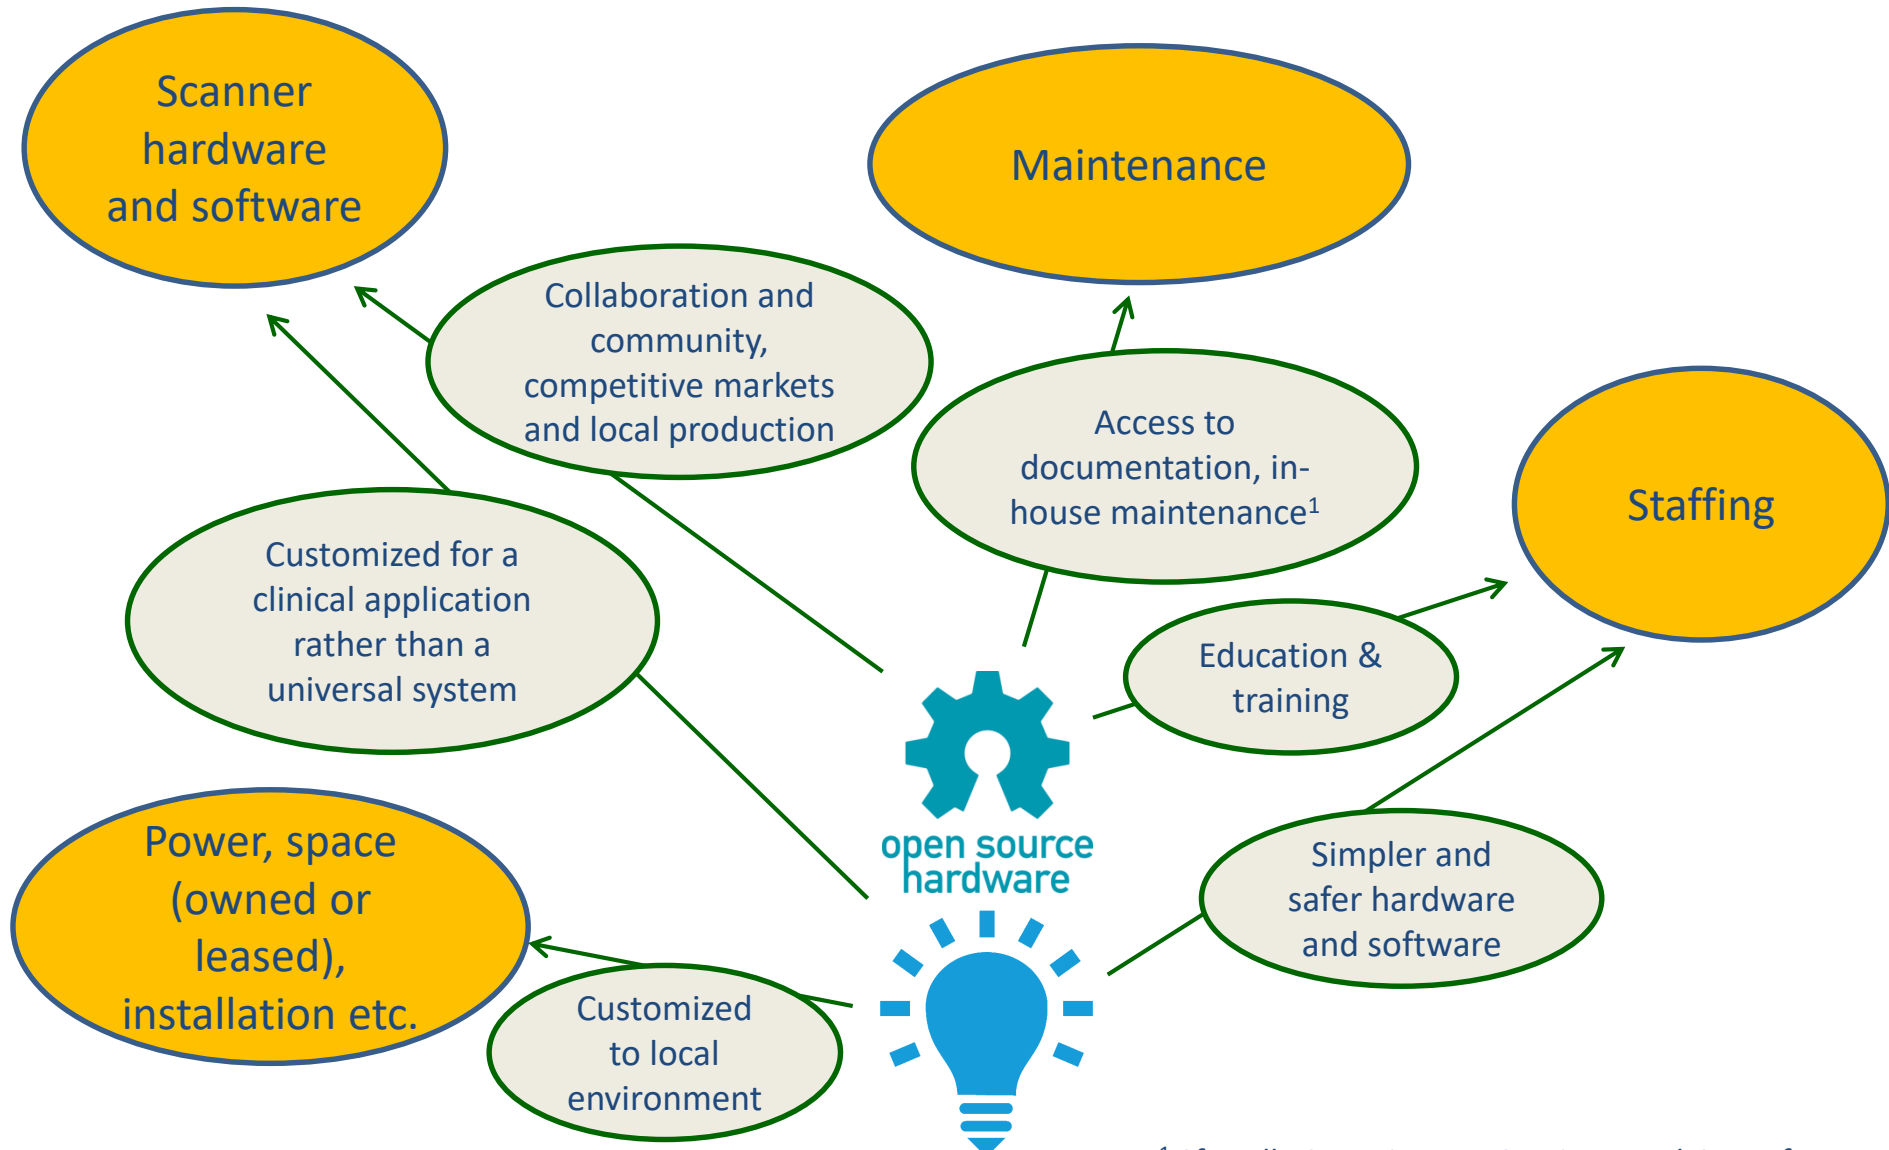 Scanner
hardware
and software
Maintenance
Collaboration and
community,
competitive markets
and local production
Access to
documentation, in-
house maintenance¹
Staffing
Customized for a
clinical application
rather than a
universal system
Education &
training
Power, space
(owned or
leased),
installation etc.
open source
hardware
Simpler and
safer hardware
and software
Customized
to local
environment